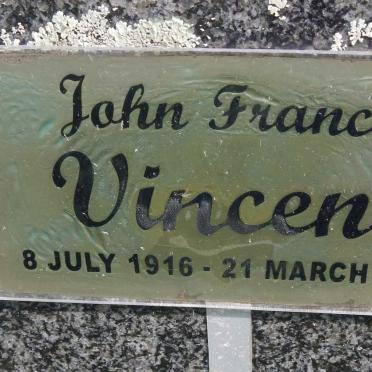 John Franc
Vincen
8 JULY 1916 - 21 MARCH